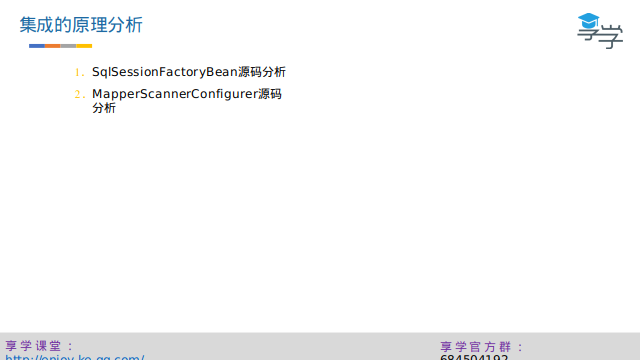 集成的原理分析
享学
1. SqlSessionFactoryBean源码分析
2. MapperScannerConfigurer源码
分析
享学课堂：
http://enjoy.ke.qq.com/
享学官方群：
684504192